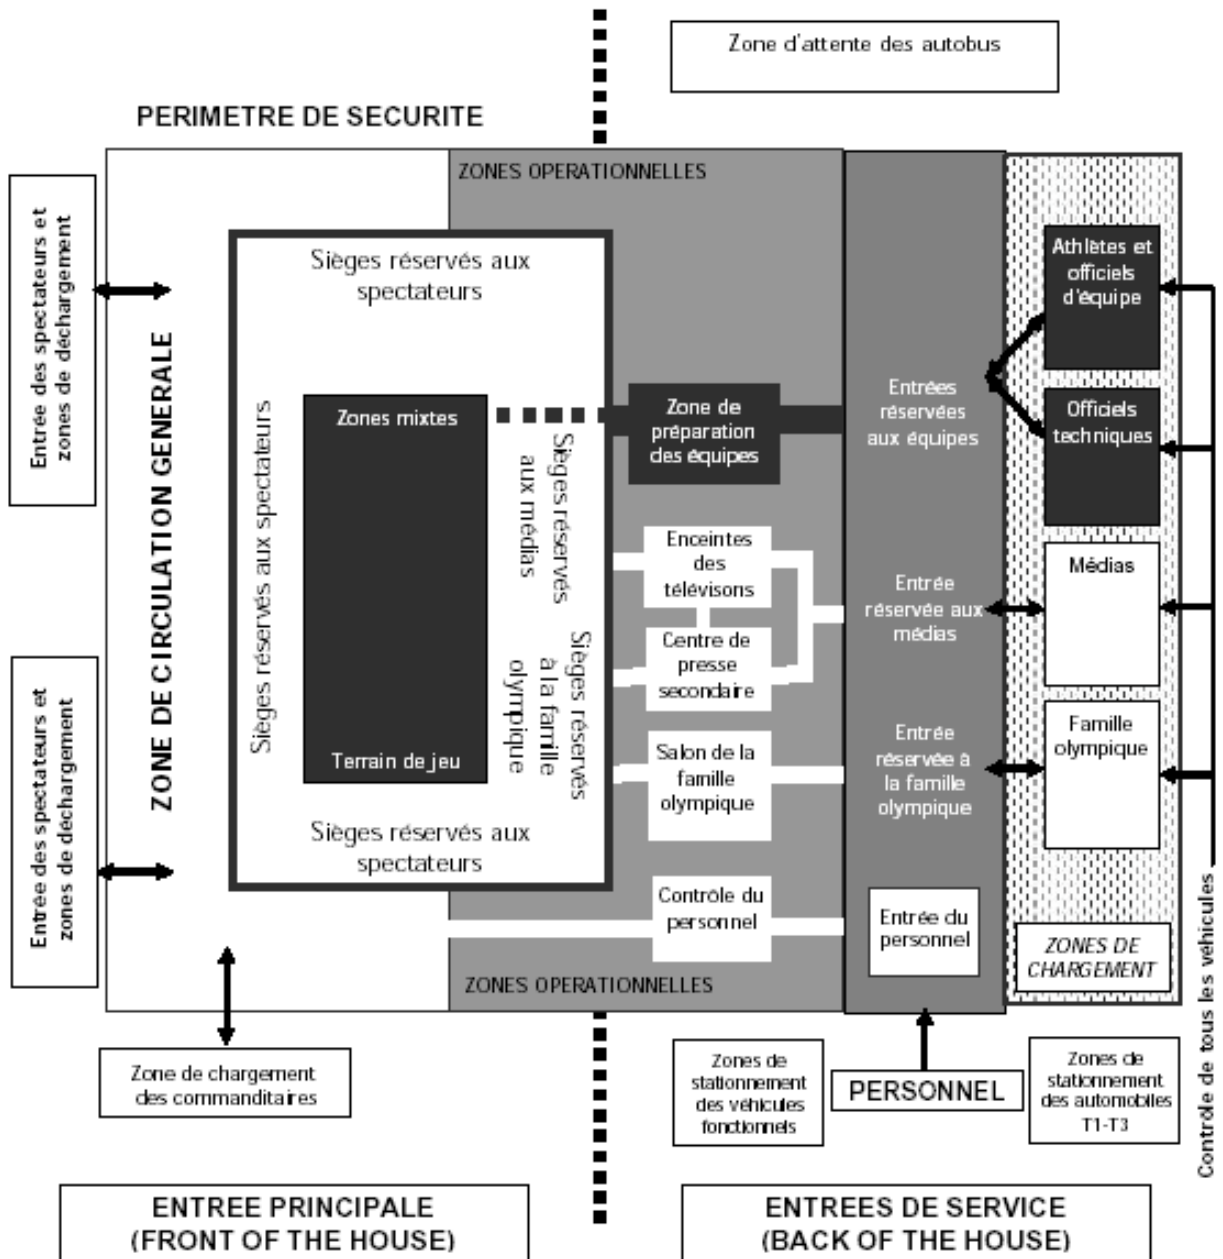 Zone d'attente des autobus
PERIMETRE DE SECURITE
ZONES OPERATIONNELLES
Entrée des spectateurs et
zones de déchargement
Entrée des spectateurs et
zones de déchargement
ZONE DE CIRCULATION GENERALE
Sièges réservés aux
spectateurs
Sièges réservés aux spectateurs
Zones mixtes
Terrain de jeu
Sièges réservés
aux médias
Sièges réservés
à la famille
olympique
Sièges réservés aux
spectateurs
Zone de
préparation
des équipes
Enceintes
des
télévisons
Centre de
presse
secondaire
Salon de la
famille
olympique
Contrôle du
personnel
ZONES OPERATIONNELLES
Entrées
réservées
aux équipes
Entrée
réservée aux
médias
Entrée
réservée à
la famille
olympique
Entrée du
personnel
Athlètes et
officiels
d'équipe
Officiels
techniques
Médias
Famille
olympique
ZONES DE
CHARGEMENT
Contrôle de tous les véhicules
Zone de chargement
des commanditaires
Zones de
stationnement
des véhicules
fonctionnels
PERSONNEL
Zones de
stationnement
des automobiles
T1-T3
ENTREE PRINCIPALE
(FRONT OF THE HOUSE)
ENTREES DE SERVICE
(BACK OF THE HOUSE)